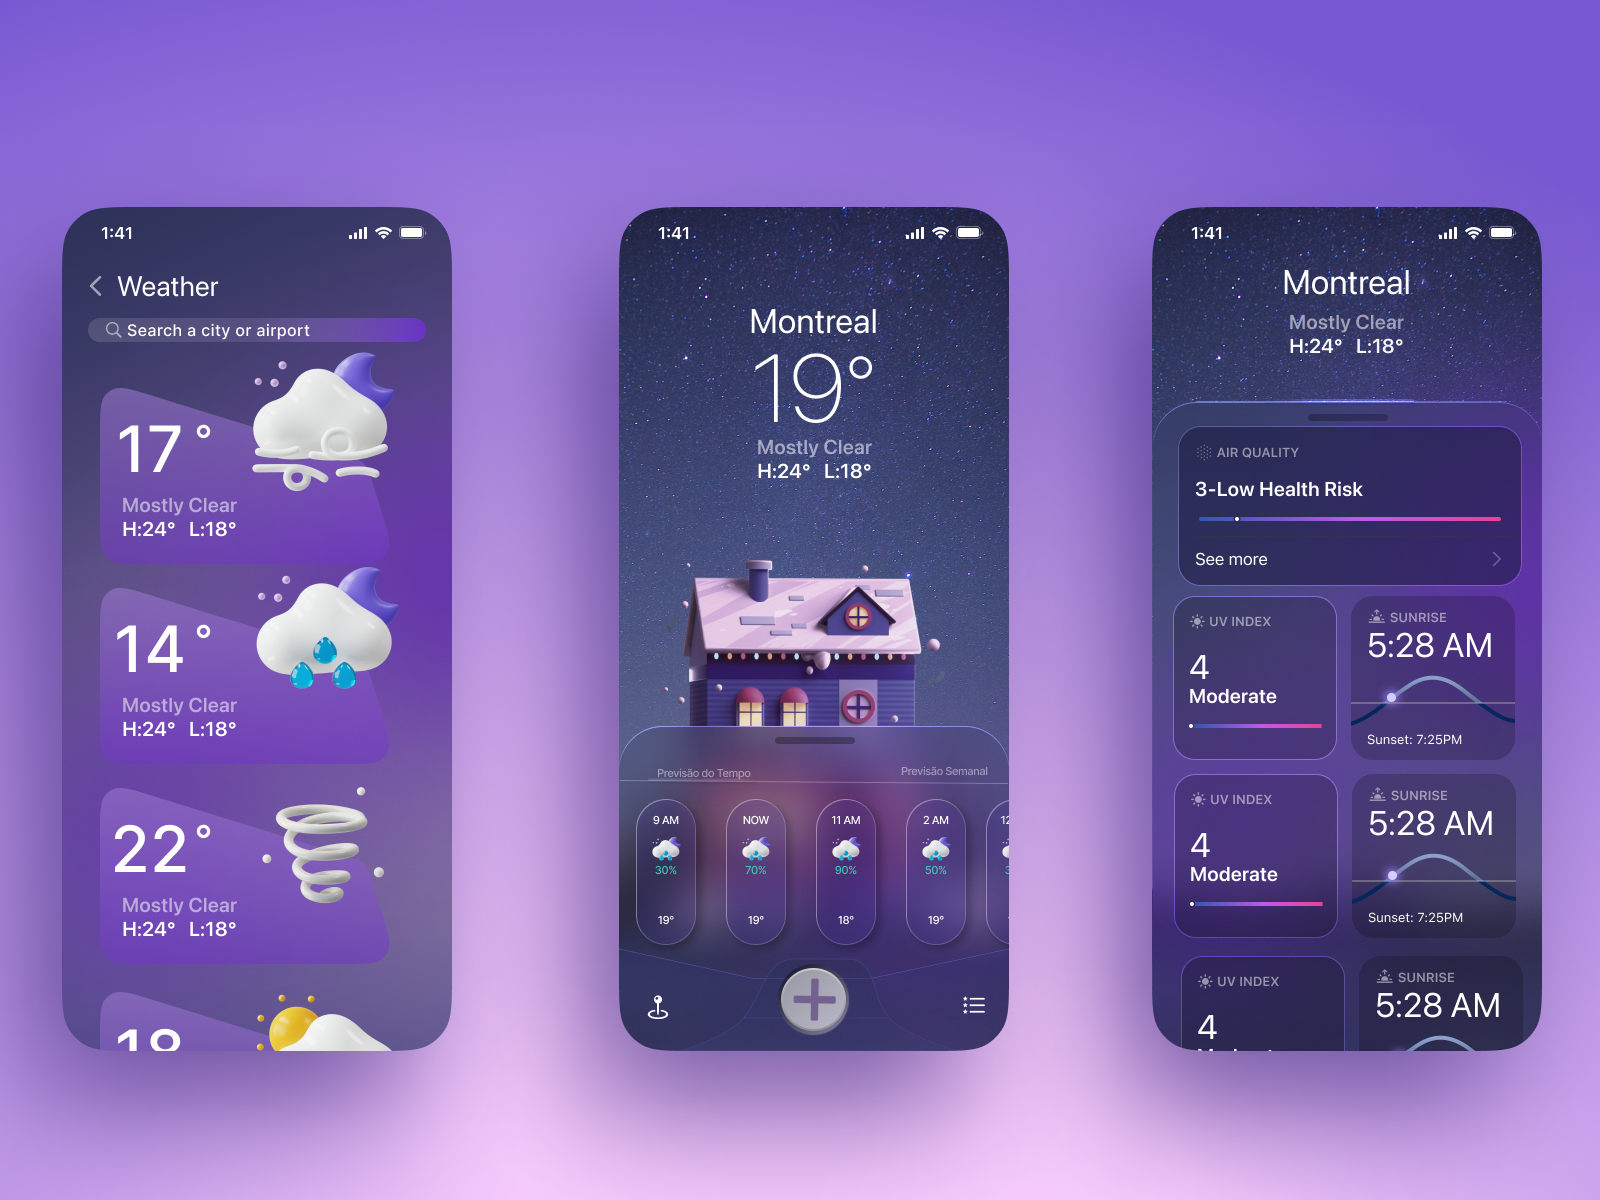 1:41
Weather
Search a city or airport
17°
Mostly Clear
H:24° L:18°
14°
Mostly Clear
H:24° L:18°
22°
Mostly Clear
H:24° L:18°
18
1:41
Montreal
19°
Mostly Clear
H:24° L:18°
Previsão do Tempo
Previsão Semanal
9 AM
30%
19°
NOW
70%
19°
11 AM
90%
18°
2 AM
50%
19°
12
1:41
Montreal
Mostly Clear
H:24° L:18°
AIR QUALITY
3-Low Health Risk
See more
UV INDEX
4
Moderate
SUNRISE
5:28 AM
Sunset: 7:25PM
UV INDEX
4
Moderate
SUNRISE
5:28 AM
Sunset: 7:25PM
UV INDEX
4
SUNRISE
5:28 AM